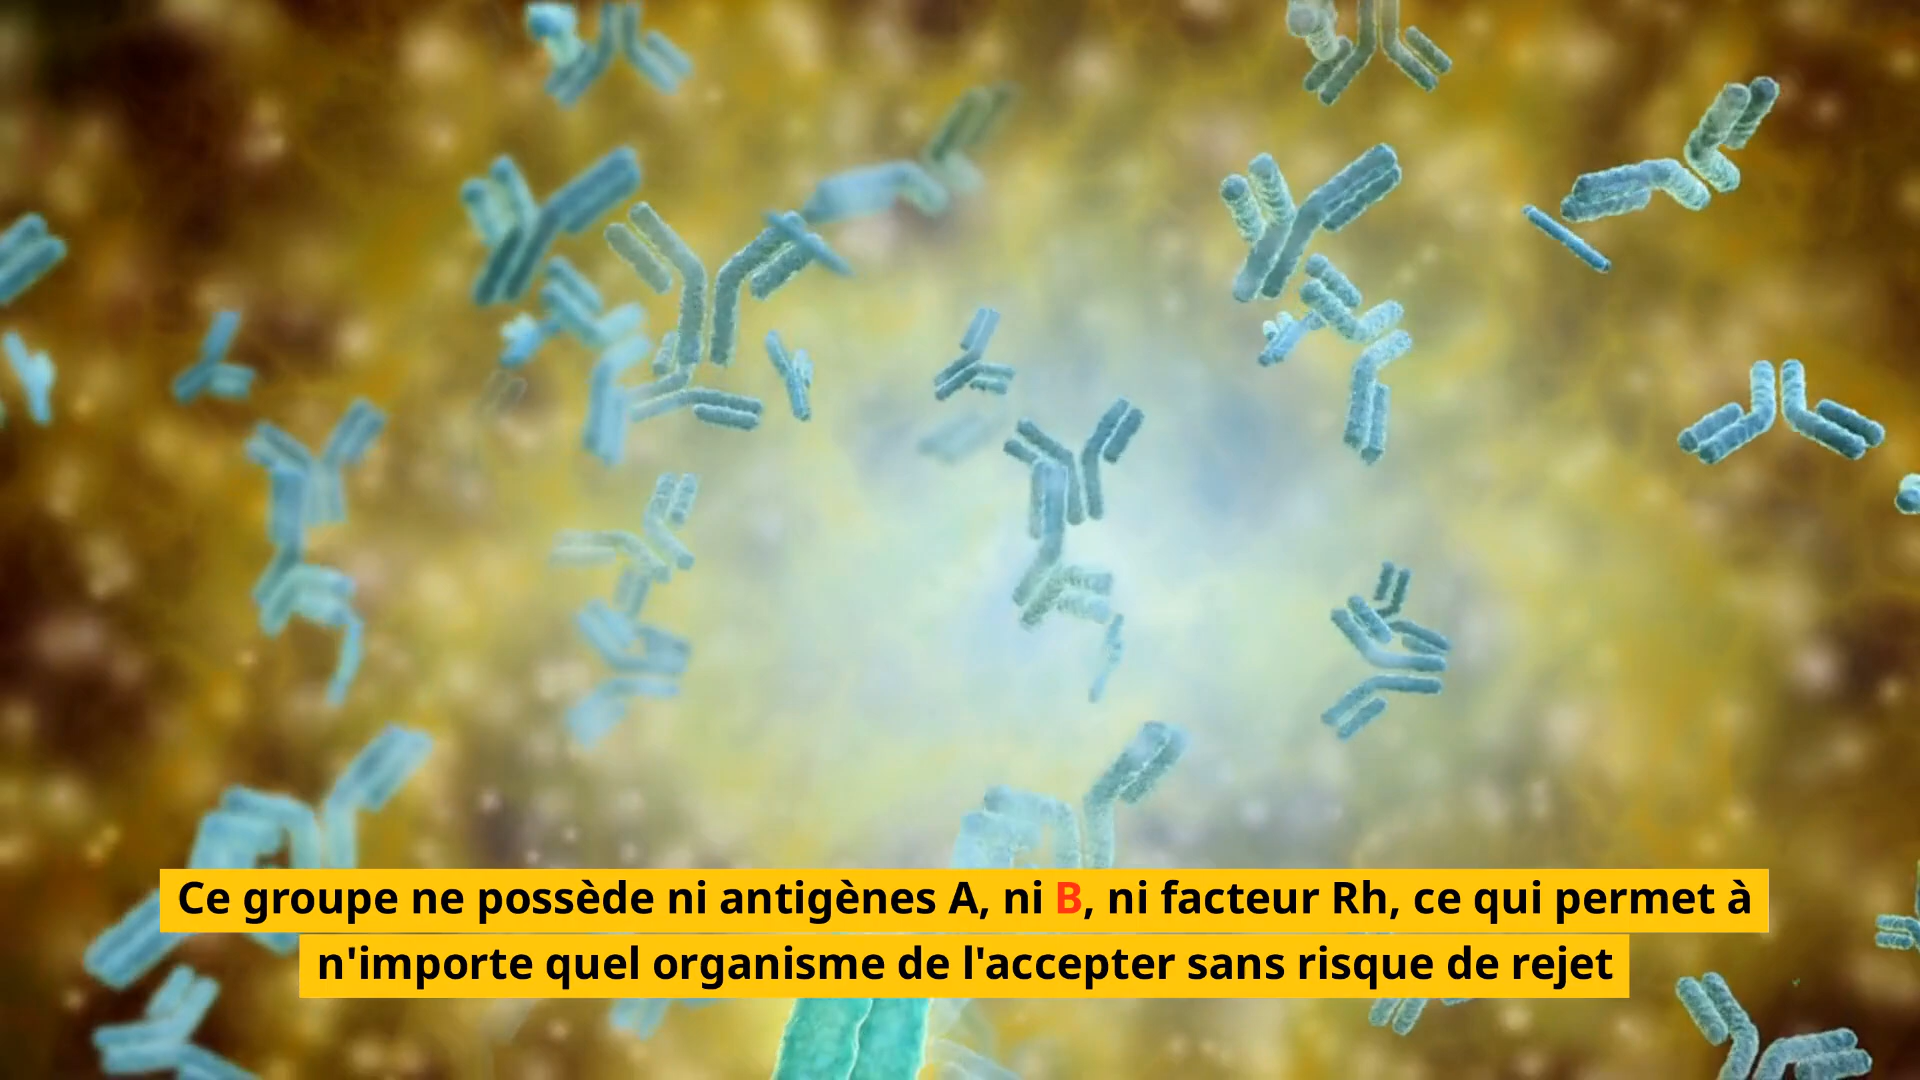 Ce groupe ne possède ni antigènes A, ni B, ni facteur Rh, ce qui permet à
n'importe quel organisme de l'accepter sans risque de rejet